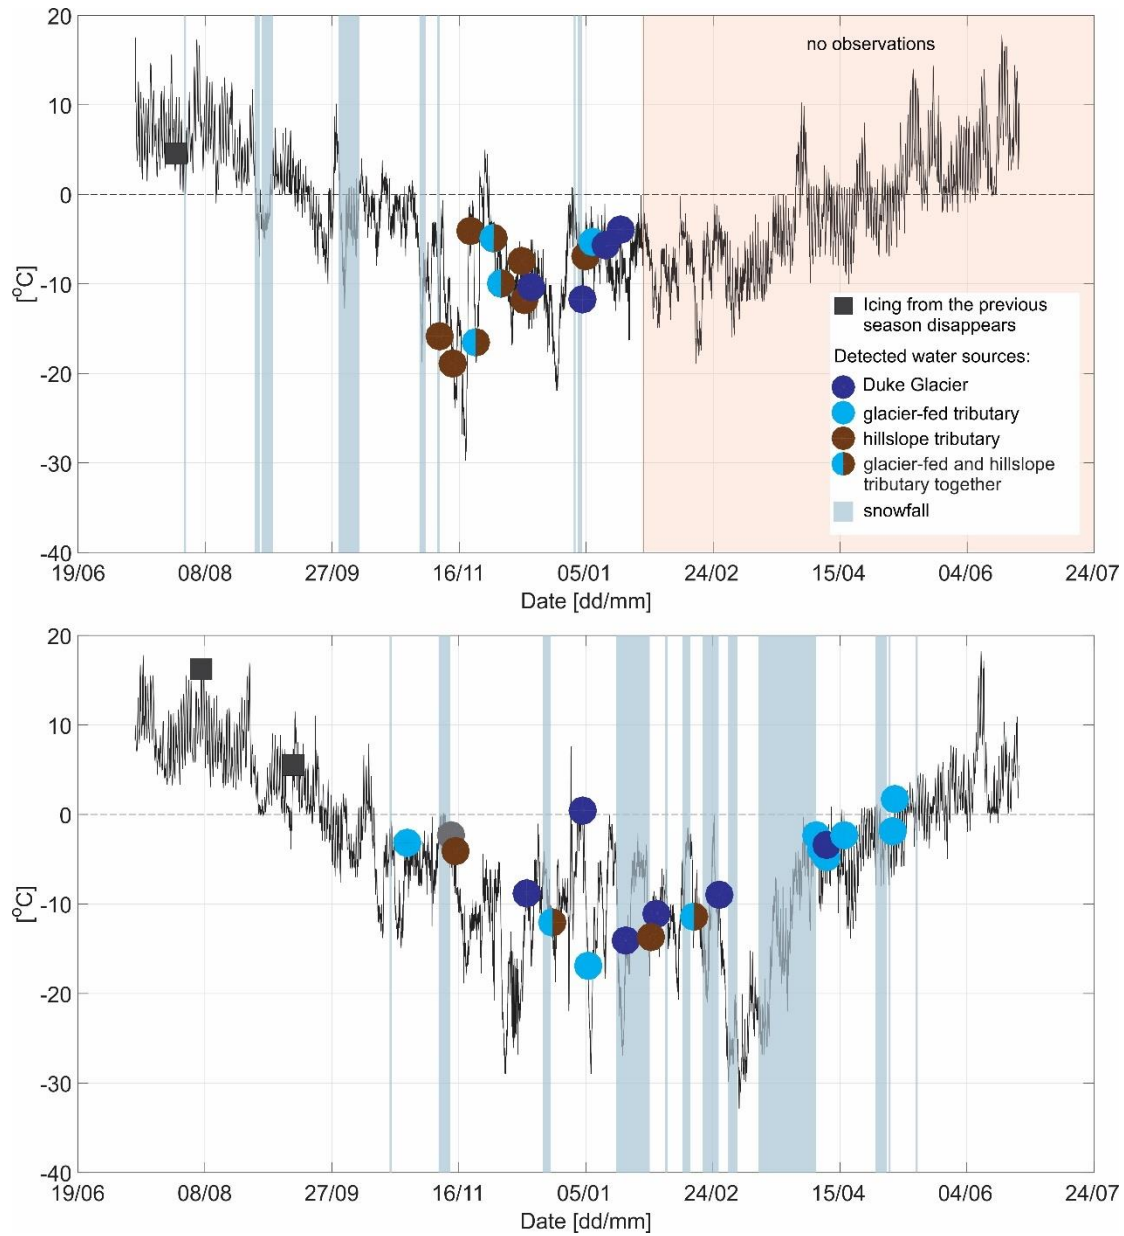 20
10
0
-10
-20
-30
-40
[°C]
no observations
Icing from the previous
season disappears
Detected water sources:
Duke Glacier
glacier-fed tributary
hillslope tributary
glacier-fed and hillslope
tributary together
snowfall
19/06 08/08 27/09 16/11 05/01 24/02 15/04 04/06 24/07
Date [dd/mm]
20
10
0
-10
-20
-30
-40
[°C]
19/06 08/08 27/09 16/11 05/01 24/02 15/04 04/06 24/07
Date [dd/mm]